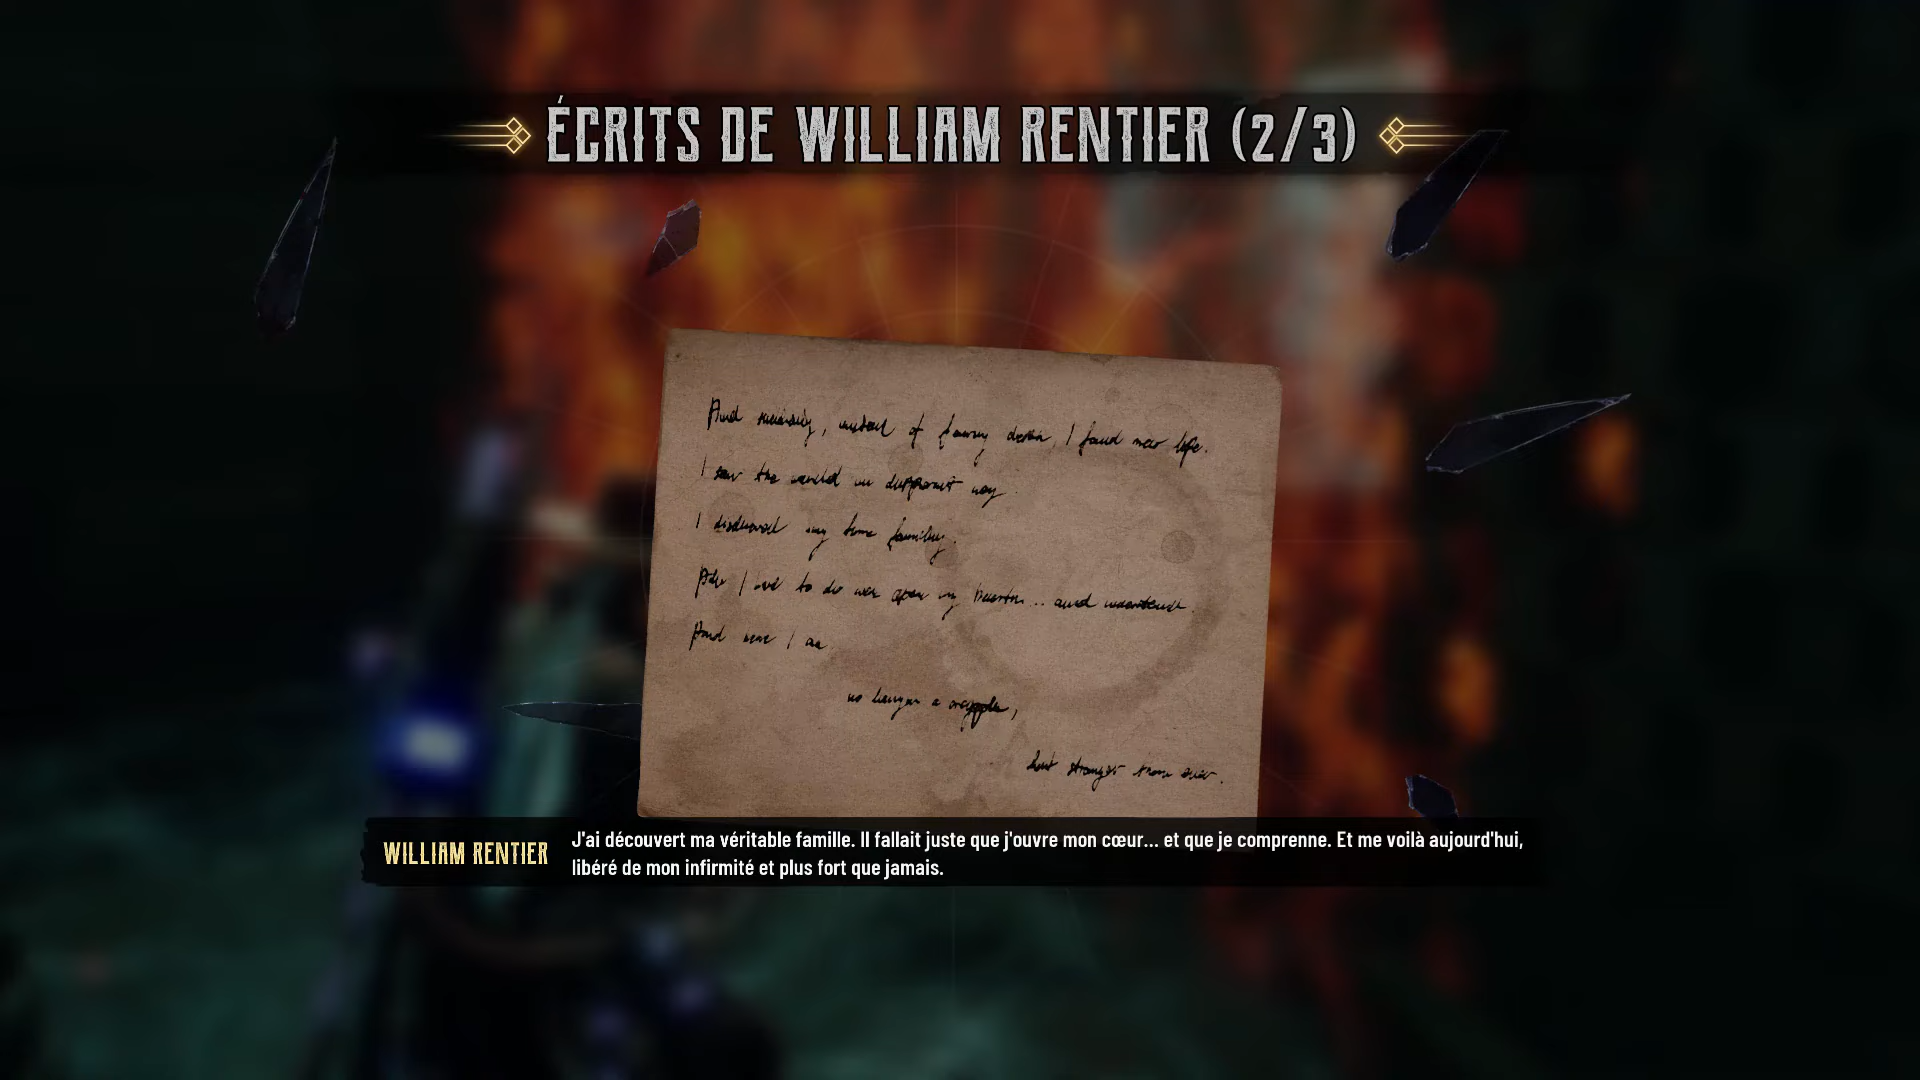 ÉCRITS DE WILLIAM RENTIER (2/3)
And suddenly, instead of fearing death, I found new life.
I saw the world in different way.
I discovered my true family.
All I had to do was open my heart... and understand.
And here I am
no longer a cripple,
but stronger than ever.
WILLIAM RENTIER
J'ai découvert ma véritable famille. Il fallait juste que j'ouvre mon cœur... et que je comprenne. Et me voilà aujourd'hui,
libéré de mon infirmité et plus fort que jamais.